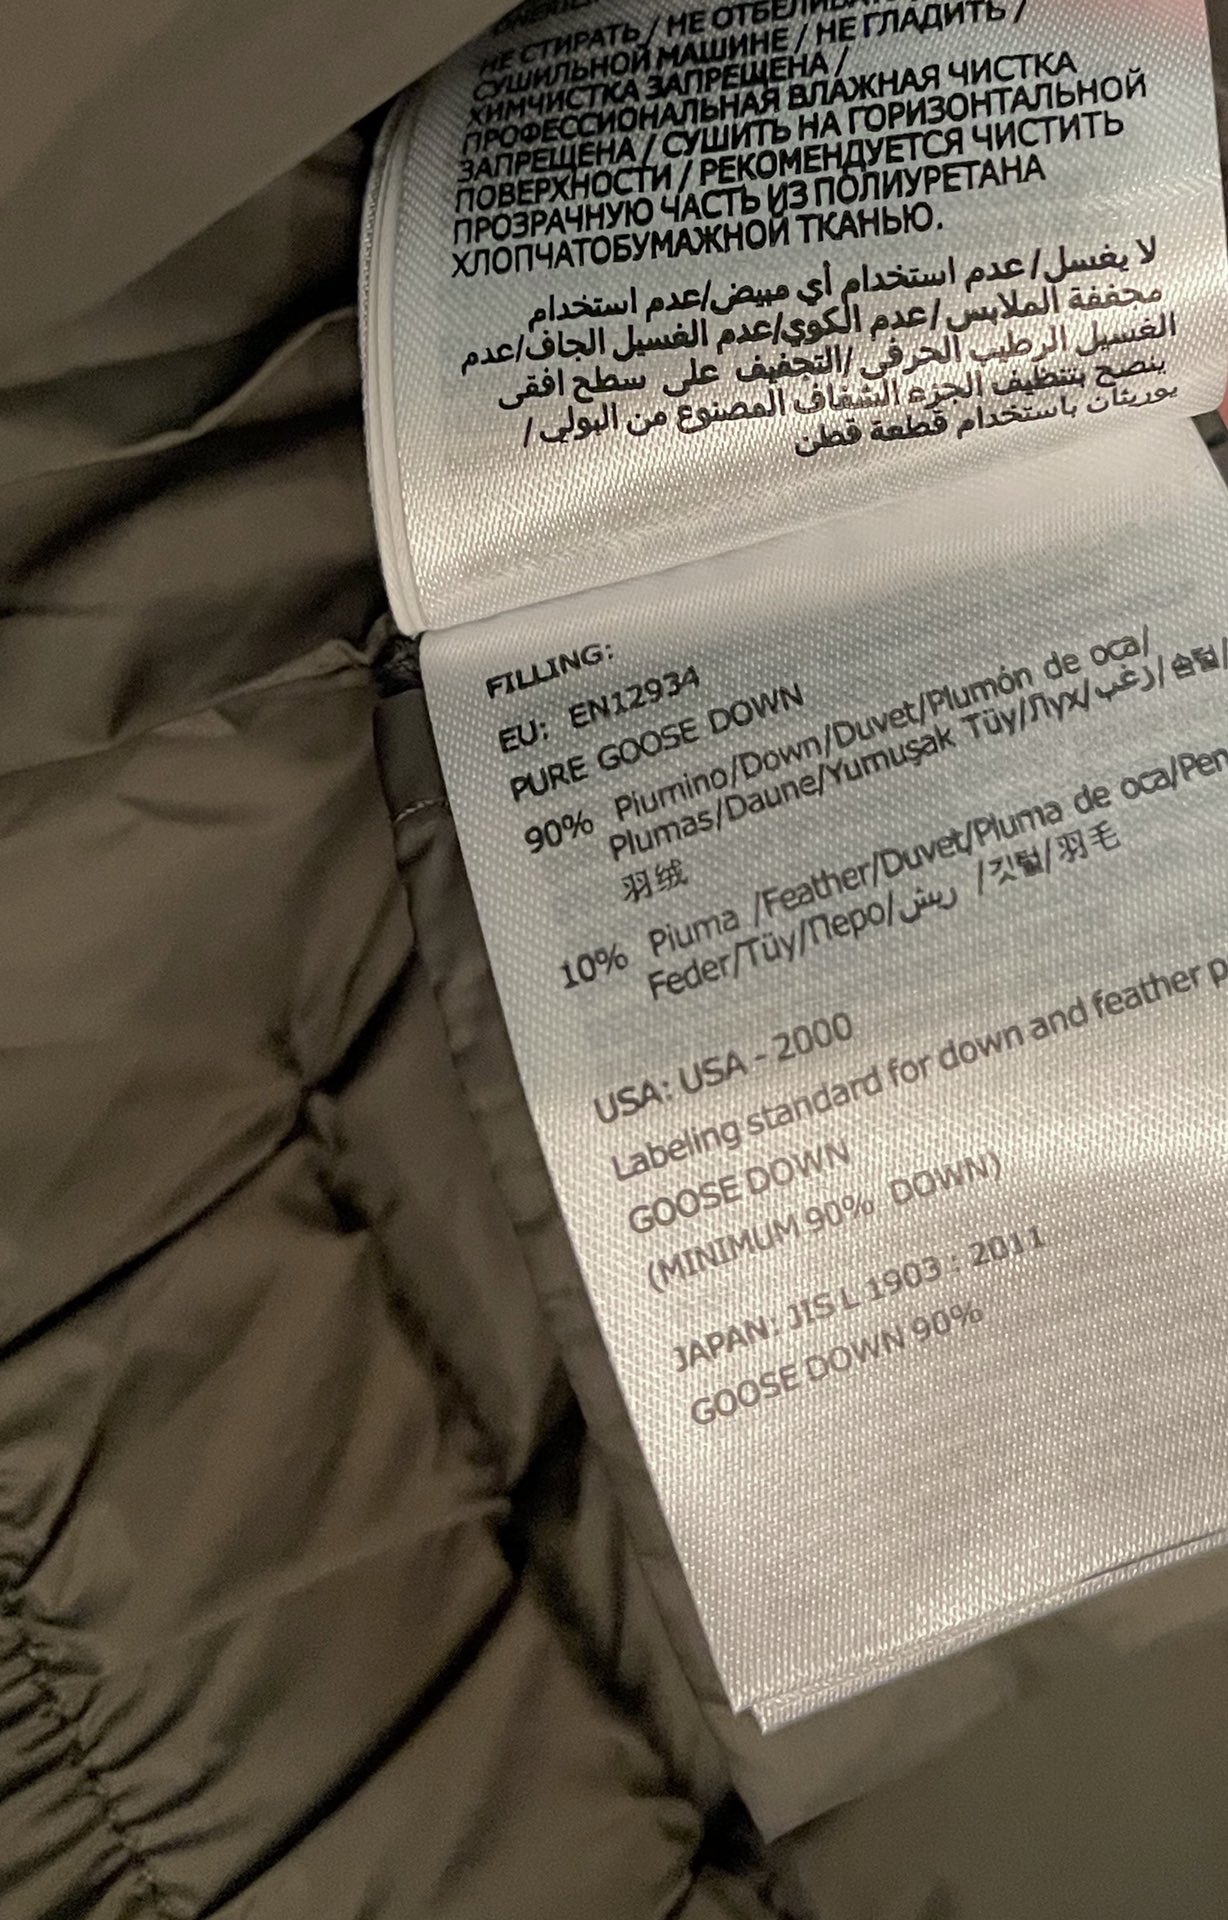 НЕ СТИРАТЬ / НЕ ОТБЕЛИВАТЬ
СУШИЛЬНОЙ МАШИНЕ / НЕ ГЛАДИТЬ /
ХИМЧИСТКА ЗАПРЕЩЕНА /
ПРОФЕССИОНАЛЬНАЯ ВЛАЖНАЯ ЧИСТКА
ЗАПРЕЩЕНА / СУШИТЬ НА ГОРИЗОНТАЛЬНОЙ
ПОВЕРХНОСТИ / РЕКОМЕНДУЕТСЯ ЧИСТИТЬ
ПРОЗРАЧНУЮ ЧАСТЬ ИЗ ПОЛИУРЕТАНА
ХЛОПЧАТОБУМАЖНОЙ ТКАНЬЮ.
لا يغسل/عدم استخدام أي مبيض/عدم استخدام
مجففة الملابس/عدم الكوي/عدم الغسيل الجاف/عدم
الغسيل الرطيب الحرفي /التجفيف على سطح افقى
ينصح بتنظيف الجزء الشفاف المصنوع من البولي/
يوريثان باستخدام قطعة قطن
FILLING:
EU: EN12934
PURE GOOSE DOWN
90% Piumino/Down/Duvet/Plumón de oca/
Plumas/Daune/Yumuşak Tüy/Пух/زغب/솜털/
羽绒
10% Piuma /Feather/Duvet/Pluma de oca/Pen
Feder/Tüy/Перо/ريش /깃털/羽毛
USA: USA - 2000
Labeling standard for down and feather p
GOOSE DOWN
(MINIMUM 90% DOWN)
JAPAN: JIS L 1903 : 2011
GOOSE DOWN 90%